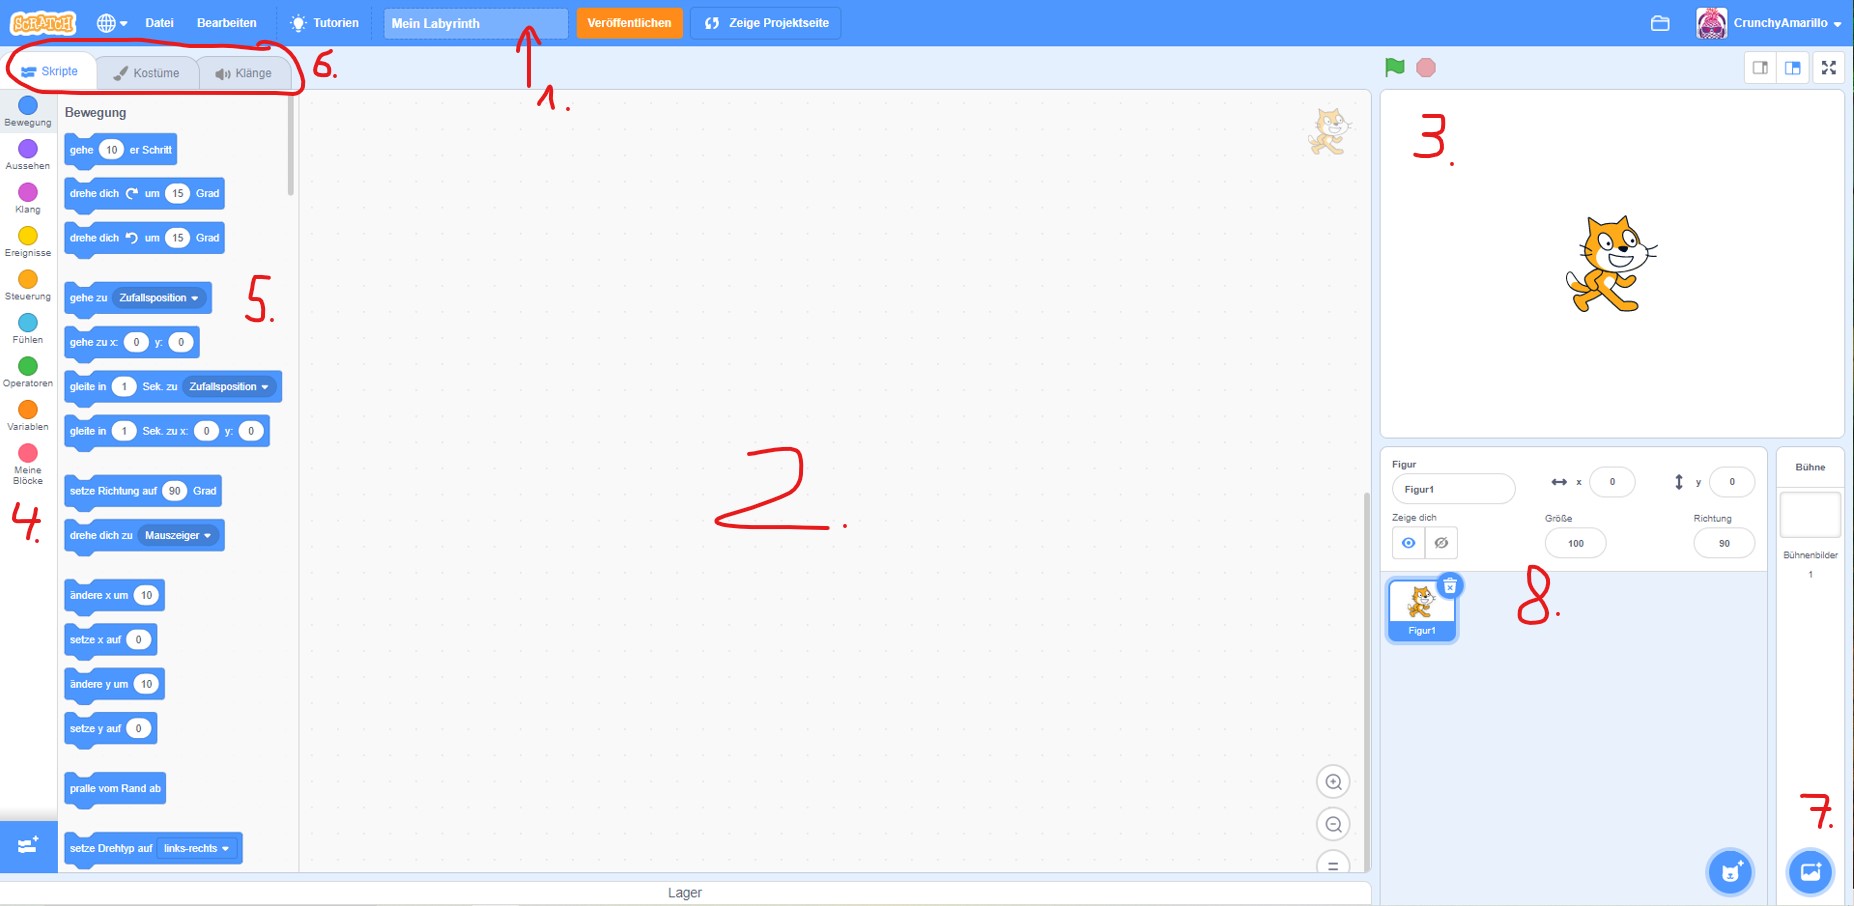 SCRATCH Datei Bearbeiten Tutorien Mein Labyrinth Veröffentlichen Zeige Projektseite CrunchyAmarillo
Skripte Kostüme Klänge 6. 1.
Bewegung
Aussehen
Klang
Ereignisse
Steuerung
Fühlen
Operatoren
Variablen
Meine
Blöcke
4.
Bewegung
gehe 10 er Schritt
drehe dich um 15 Grad
drehe dich um 15 Grad
gehe zu Zufallsposition
5.
gehe zu x: 0 y: 0
gleite in 1 Sek. zu Zufallsposition
gleite in 1 Sek. zu x: 0 y: 0
setze Richtung auf 90 Grad
drehe dich zu Mauszeiger
ändere x um 10
setze x auf 0
ändere y um 10
setze y auf 0
pralle vom Rand ab
setze Drehtyp auf links-rechts
2.
Lager
3.
Figur
Figur1 x 0 y 0
Zeige dich Größe Richtung
100 90
8.
Figur1
Bühne
Bühnenbilder
1
7.